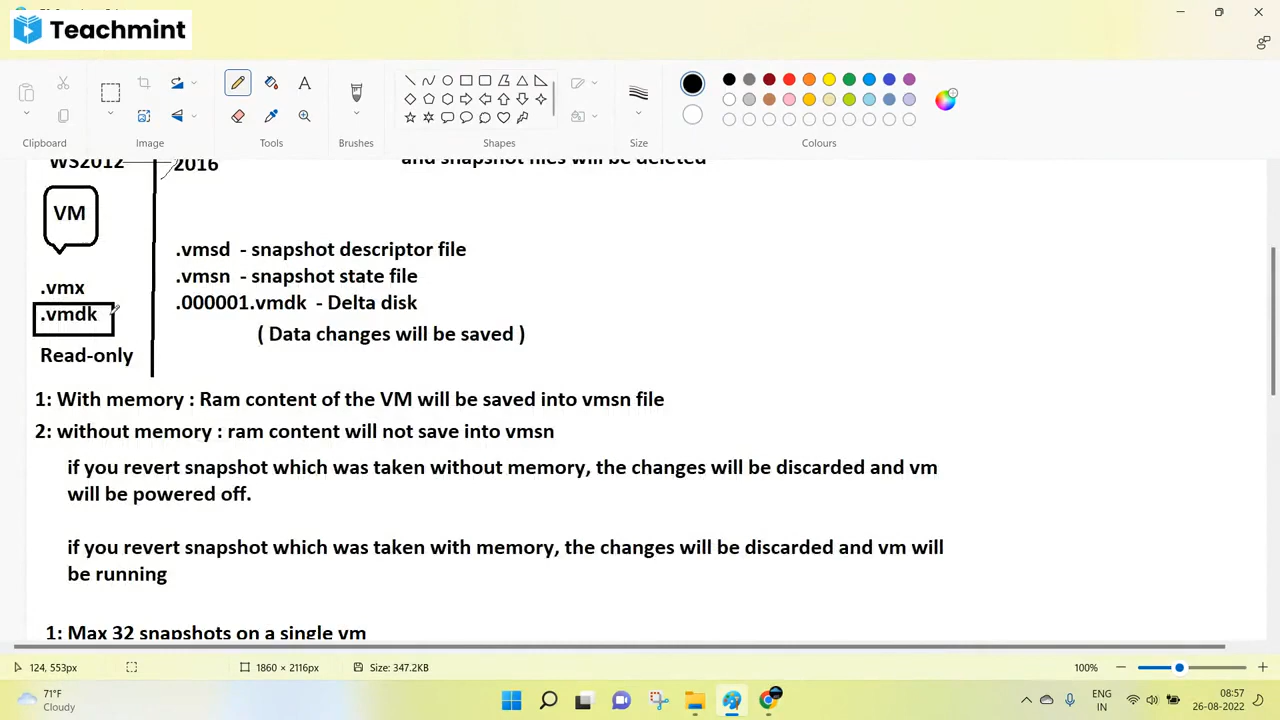 Teachmint
Clipboard
Image
Tools
Brushes
Shapes
Size
Colours
WS2012
2016
and snapshot files will be deleted
VM
.vmsd - snapshot descriptor file
.vmsn - snapshot state file
.vmx
.000001.vmdk - Delta disk
.vmdk
( Data changes will be saved )
Read-only
1: With memory : Ram content of the VM will be saved into vmsn file
2: without memory : ram content will not save into vmsn
if you revert snapshot which was taken without memory, the changes will be discarded and vm
will be powered off.
if you revert snapshot which was taken with memory, the changes will be discarded and vm will
be running
1: Max 32 snapshots on a single vm
124, 553px
1860 × 2116px
Size: 347.2KB
100%
71°F
ENG
08:57
IN
26-08-2022